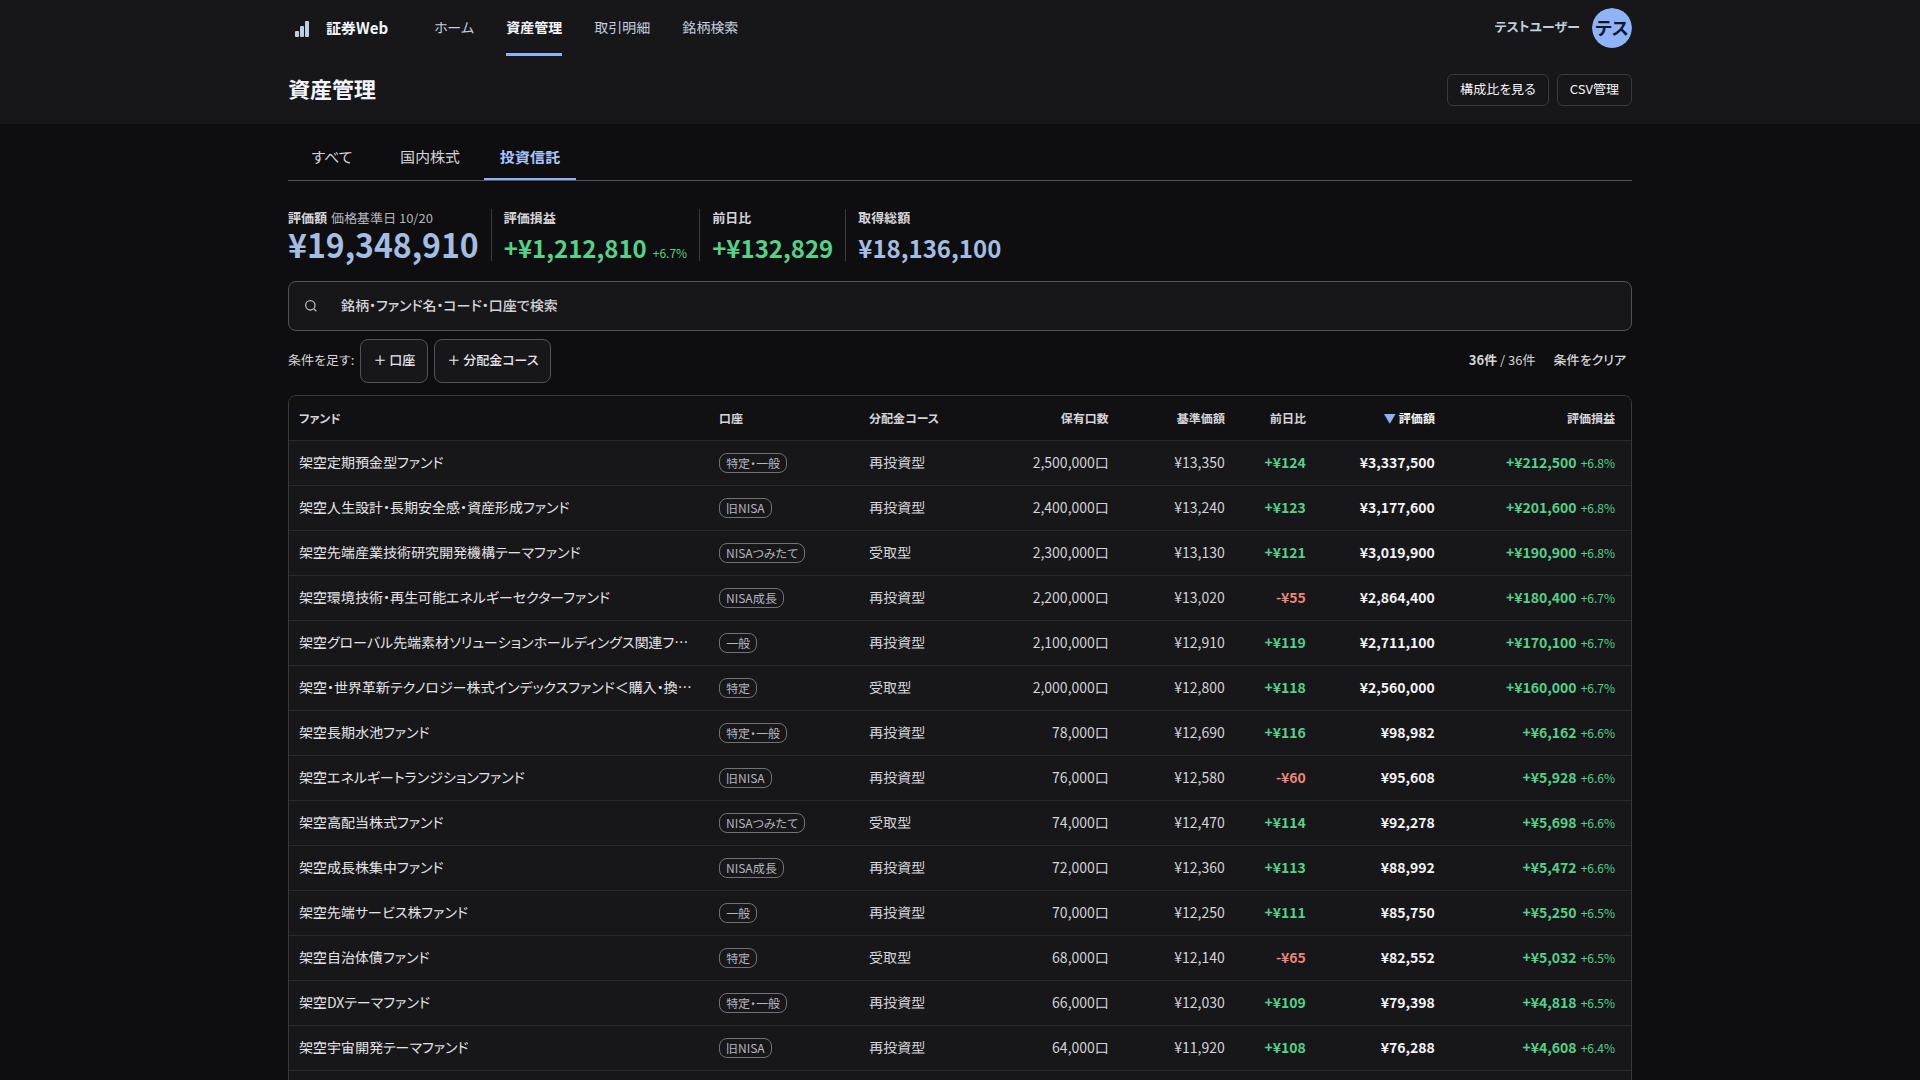 証券Web ホーム 資産管理 取引明細 銘柄検索 テストユーザー テス
資産管理 構成比を見る CSV管理
すべて 国内株式 投資信託
評価額 価格基準日 10/20 評価損益 前日比 取得総額
¥19,348,910 +¥1,212,810 +6.7% +¥132,829 ¥18,136,100
銘柄・ファンド名・コード・口座で検索
条件を足す: ＋口座 ＋分配金コース 36件 / 36件 条件をクリア
ファンド 口座 分配金コース 保有口数 基準価額 前日比 ▼評価額 評価損益
架空定期預金型ファンド 特定・一般 再投資型 2,500,000口 ¥13,350 +¥124 ¥3,337,500 +¥212,500 +6.8%
架空人生設計・長期安全感・資産形成ファンド 旧NISA 再投資型 2,400,000口 ¥13,240 +¥123 ¥3,177,600 +¥201,600 +6.8%
架空先端産業技術研究開発機構テーマファンド NISAつみたて 受取型 2,300,000口 ¥13,130 +¥121 ¥3,019,900 +¥190,900 +6.8%
架空環境技術・再生可能エネルギーセクターファンド NISA成長 再投資型 2,200,000口 ¥13,020 -¥55 ¥2,864,400 +¥180,400 +6.7%
架空グローバル先端素材ソリューションホールディングス関連フ… 一般 再投資型 2,100,000口 ¥12,910 +¥119 ¥2,711,100 +¥170,100 +6.7%
架空・世界革新テクノロジー株式インデックスファンド＜購入・換… 特定 受取型 2,000,000口 ¥12,800 +¥118 ¥2,560,000 +¥160,000 +6.7%
架空長期水池ファンド 特定・一般 再投資型 78,000口 ¥12,690 +¥116 ¥98,982 +¥6,162 +6.6%
架空エネルギートランジションファンド 旧NISA 再投資型 76,000口 ¥12,580 -¥60 ¥95,608 +¥5,928 +6.6%
架空高配当株式ファンド NISAつみたて 受取型 74,000口 ¥12,470 +¥114 ¥92,278 +¥5,698 +6.6%
架空成長株集中ファンド NISA成長 再投資型 72,000口 ¥12,360 +¥113 ¥88,992 +¥5,472 +6.6%
架空先端サービス株ファンド 一般 再投資型 70,000口 ¥12,250 +¥111 ¥85,750 +¥5,250 +6.5%
架空自治体債ファンド 特定 受取型 68,000口 ¥12,140 -¥65 ¥82,552 +¥5,032 +6.5%
架空DXテーマファンド 特定・一般 再投資型 66,000口 ¥12,030 +¥109 ¥79,398 +¥4,818 +6.5%
架空宇宙開発テーマファンド 旧NISA 再投資型 64,000口 ¥11,920 +¥108 ¥76,288 +¥4,608 +6.4%